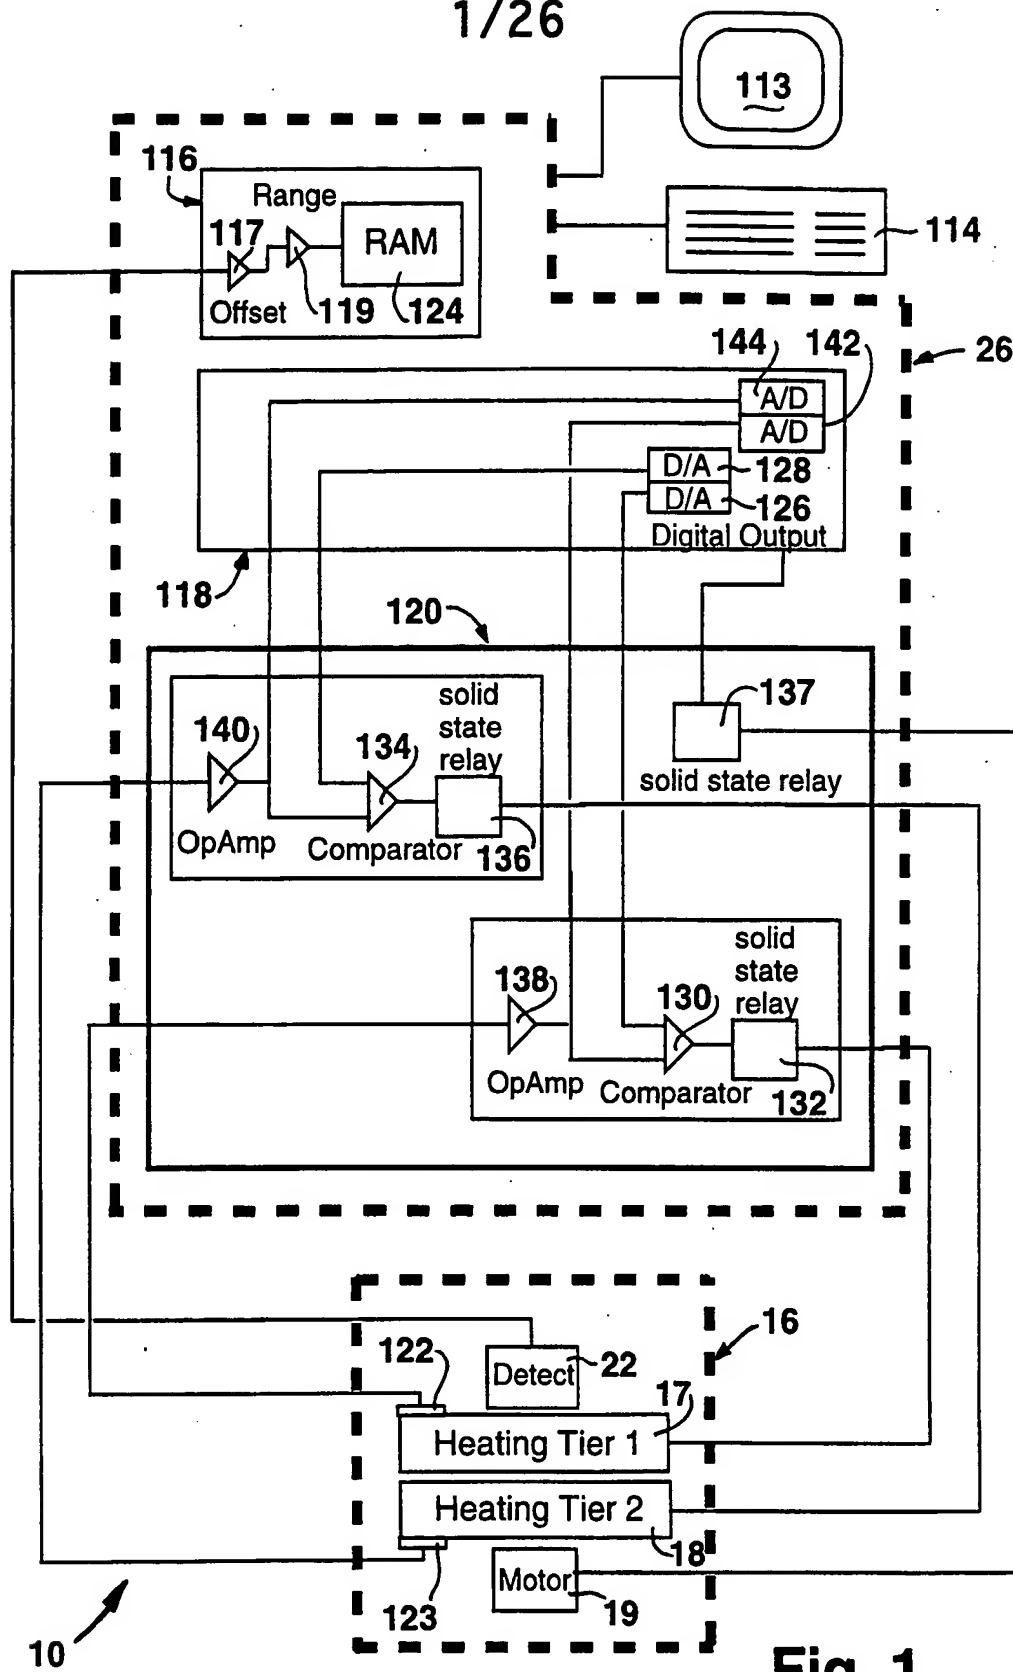 1/26
113
116
Range
117
RAM
114
Offset
119
124
26
144
142
A/D
A/D
D/A
128
D/A
126
Digital Output
118
120
solid
state
relay
137
140
134
solid state relay
OpAmp
Comparator
136
solid
state
relay
138
130
OpAmp
Comparator
132
16
122
Detect
22
17
Heating Tier 1
Heating Tier 2
18
Motor
123
19
10
Fig. 1